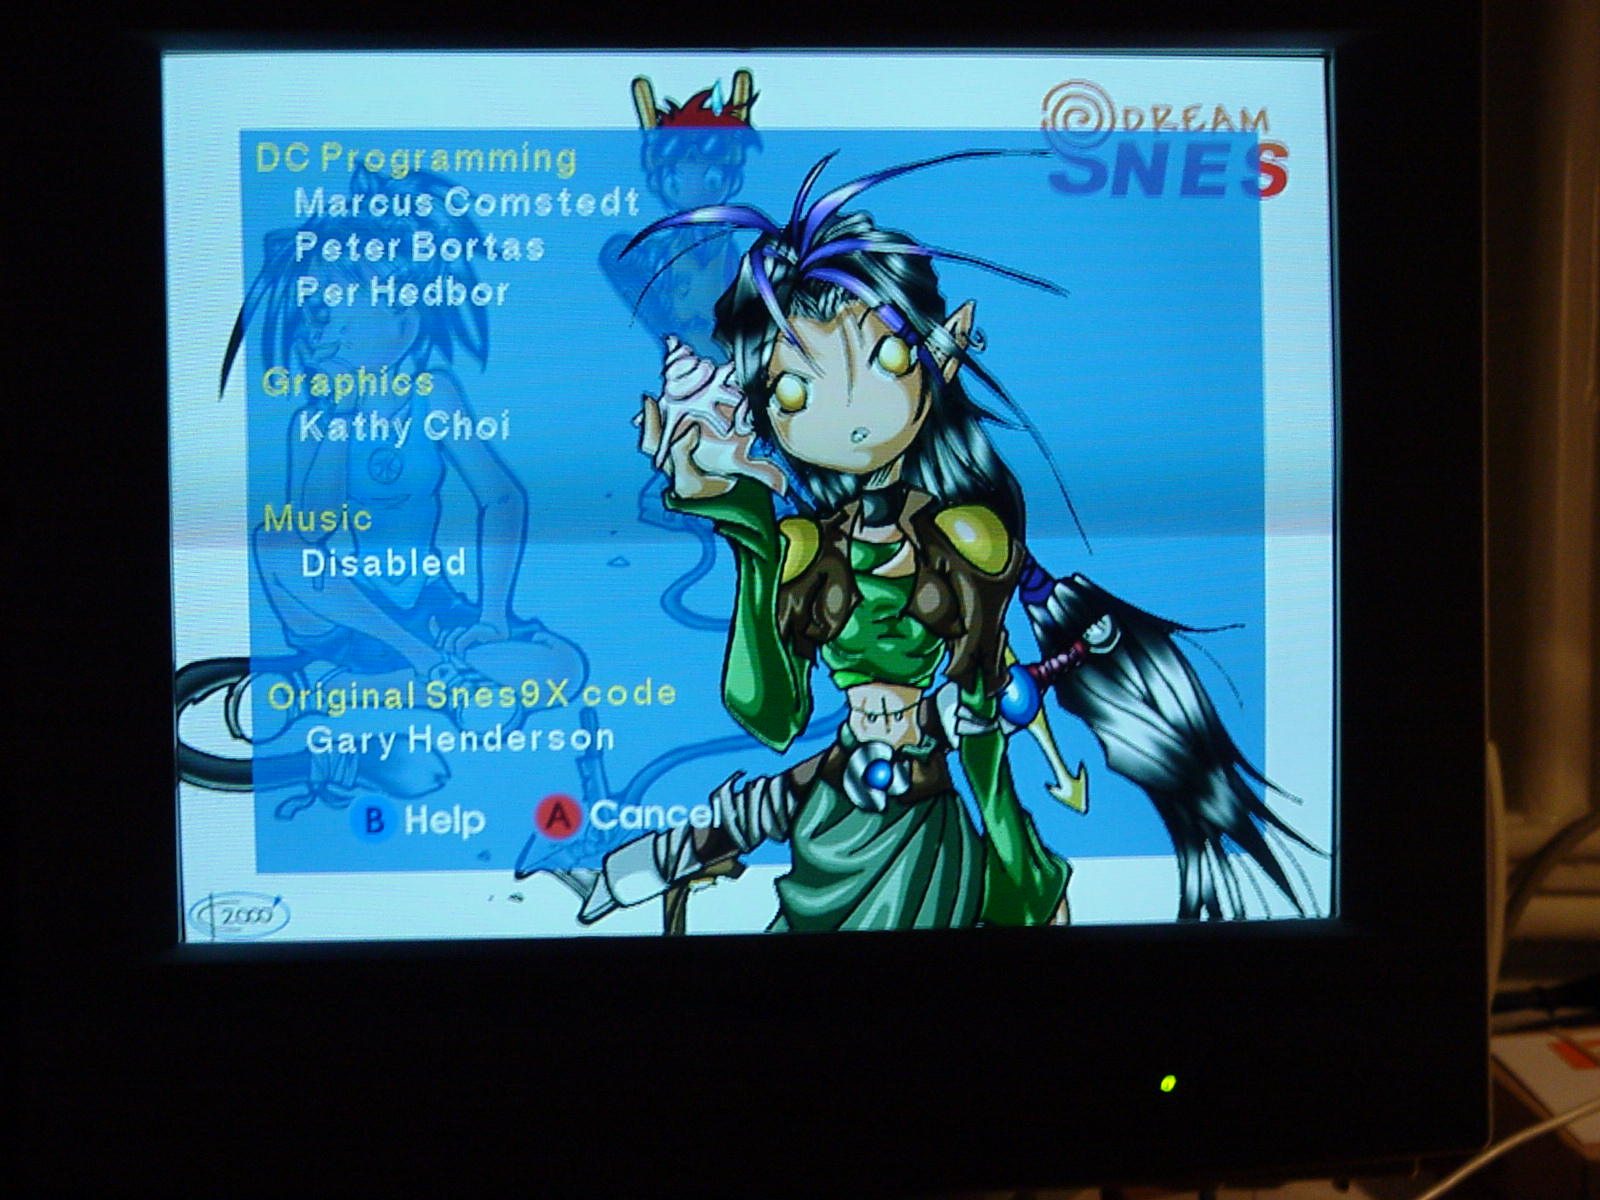 DREAM
SNES
DC Programming
Marcus Comstedt
Peter Bortas
Per Hedbor
Graphics
Kathy Choi
Music
Disabled
Original Snes9X code
Gary Henderson
B Help A Cancel
2000